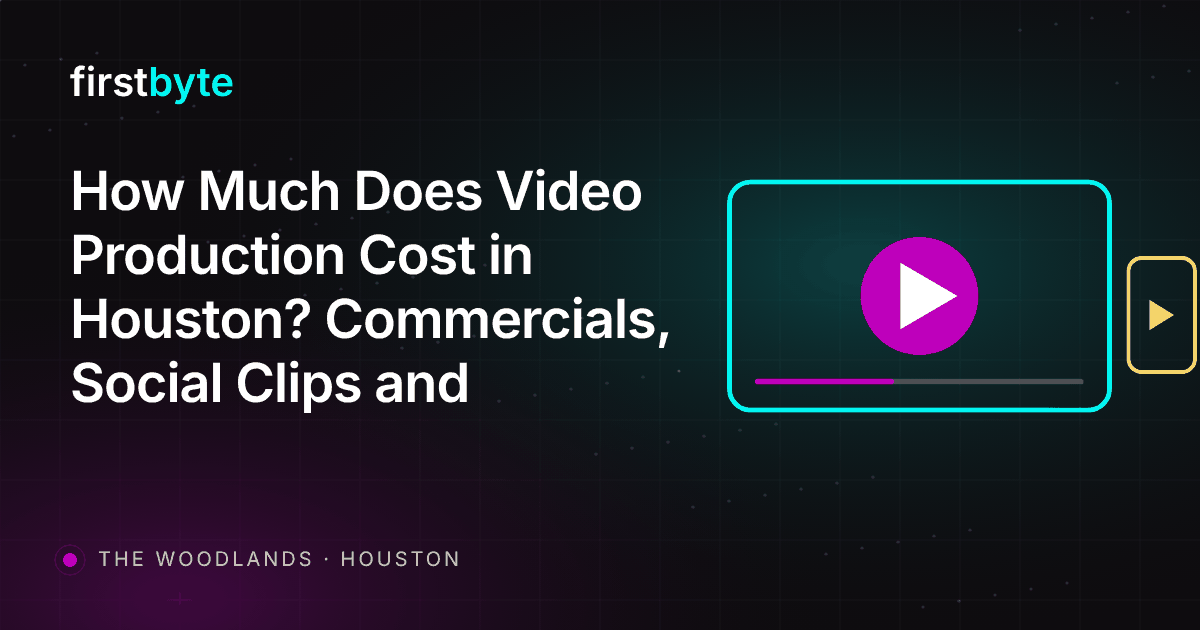 firstbyte
How Much Does Video
Production Cost in
Houston? Commercials,
Social Clips and
THE WOODLANDS · HOUSTON